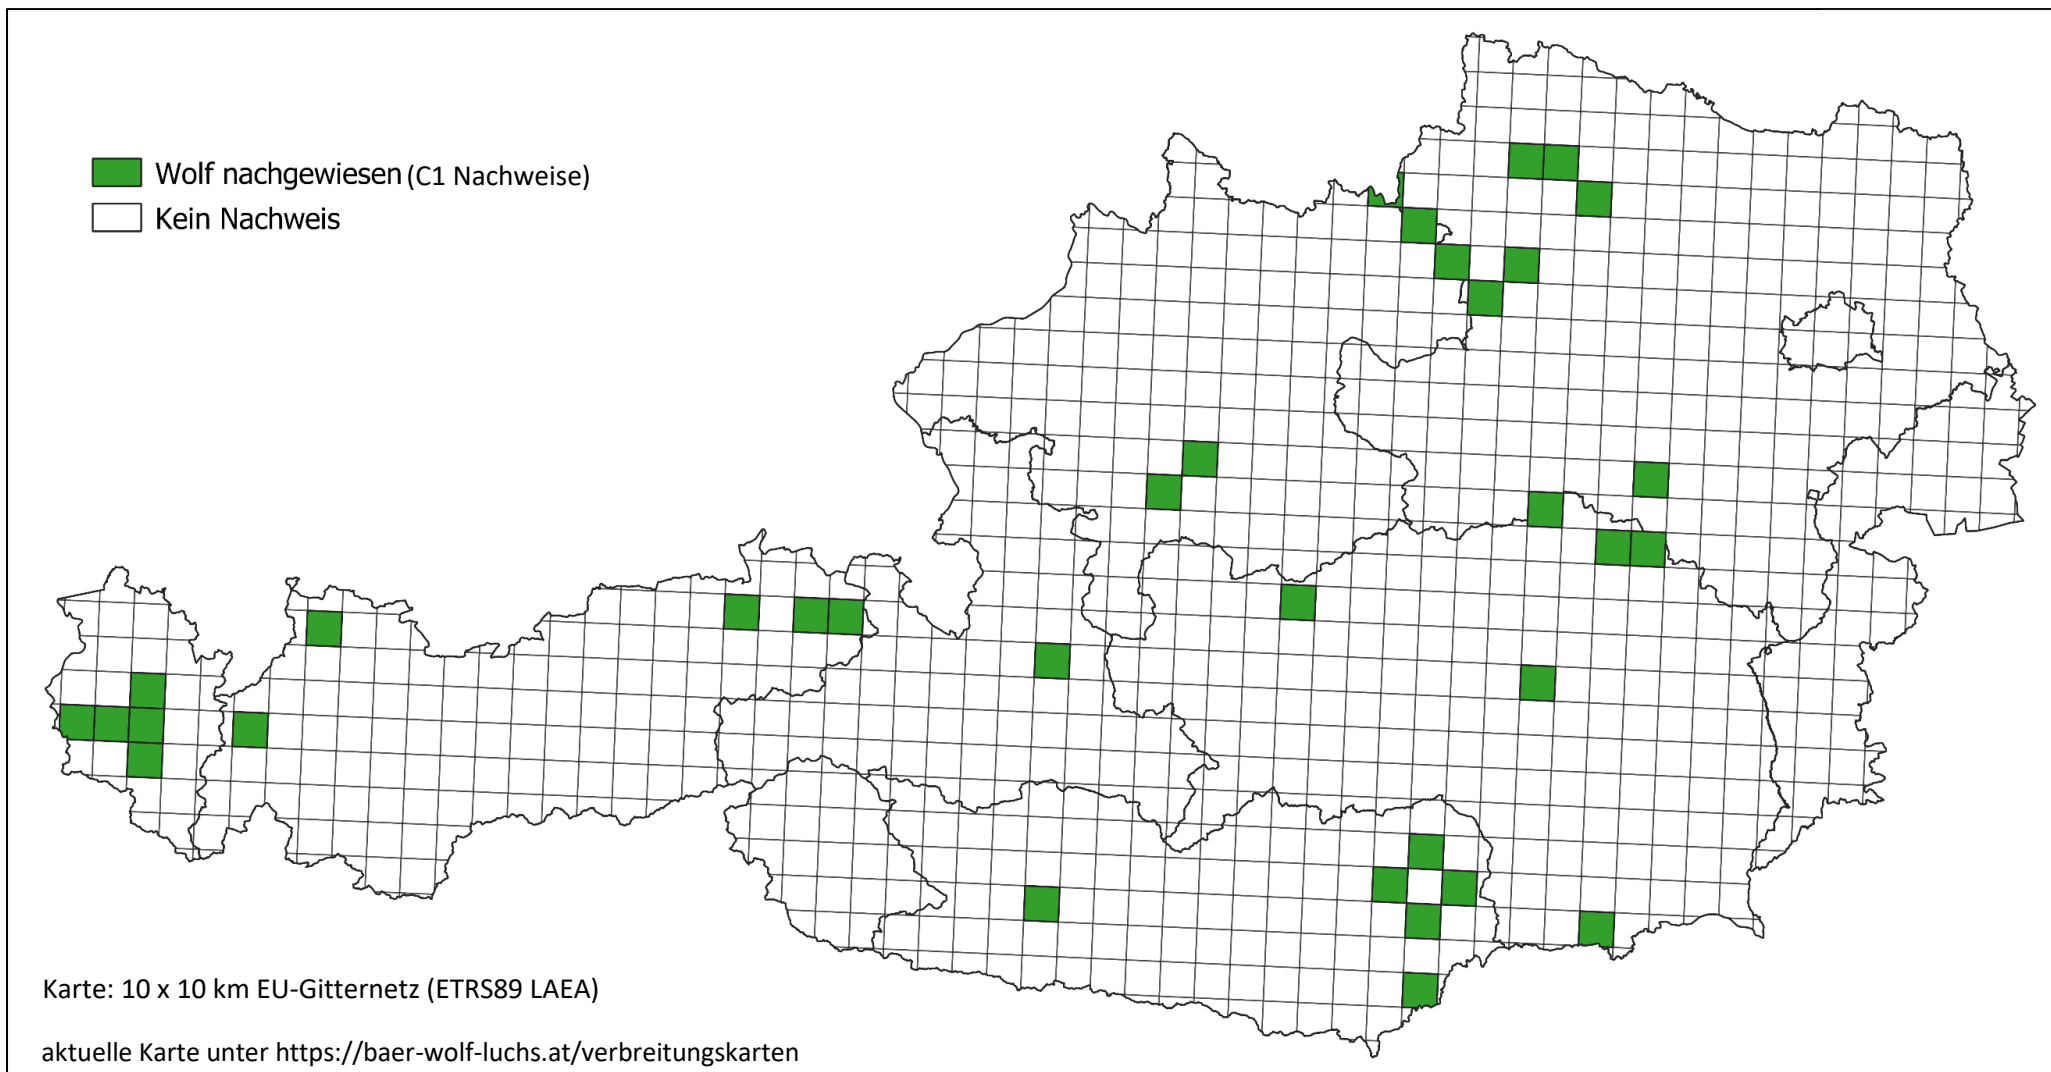 Wolf nachgewiesen (C1 Nachweise)
Kein Nachweis
Karte: 10 x 10 km EU-Gitternetz (ETRS89 LAEA)
aktuelle Karte unter https://baer-wolf-luchs.at/verbreitungskarten